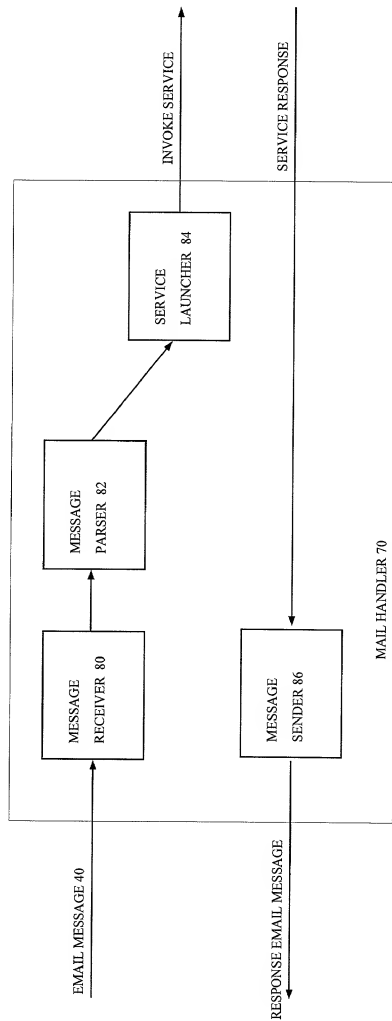 EMAIL MESSAGE 40
MESSAGE
RECEIVER 80
MESSAGE
PARSER 82
SERVICE
LAUNCHER 84
INVOKE SERVICE
RESPONSE EMAIL MESSAGE
MESSAGE
SENDER 86
SERVICE RESPONSE
MAIL HANDLER 70